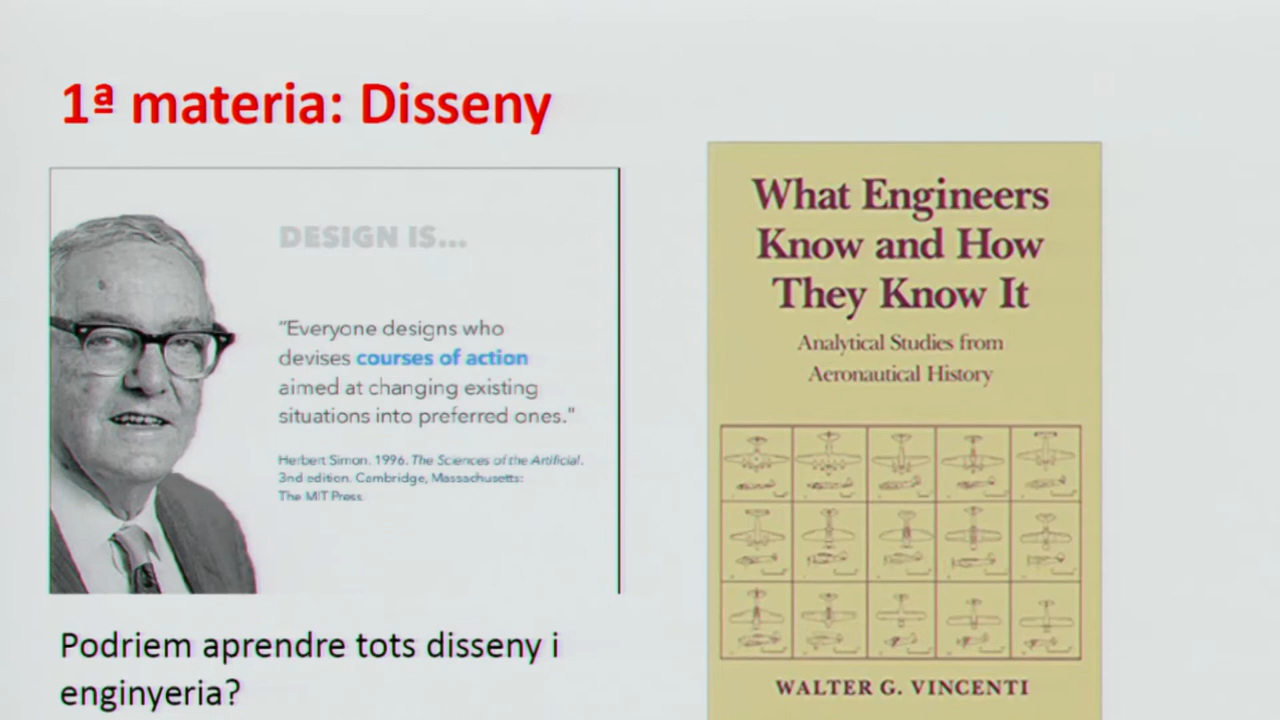 1ª materia: Disseny
DESIGN IS...
“Everyone designs who
devises courses of action
aimed at changing existing
situations into preferred ones.”
Herbert Simon. 1996. The Sciences of the Artificial.
3nd edition. Cambridge, Massachusetts:
The MIT Press.
Podriem aprendre tots disseny i
enginyeria?
What Engineers
Know and How
They Know It
Analytical Studies from
Aeronautical History
WALTER G. VINCENTI